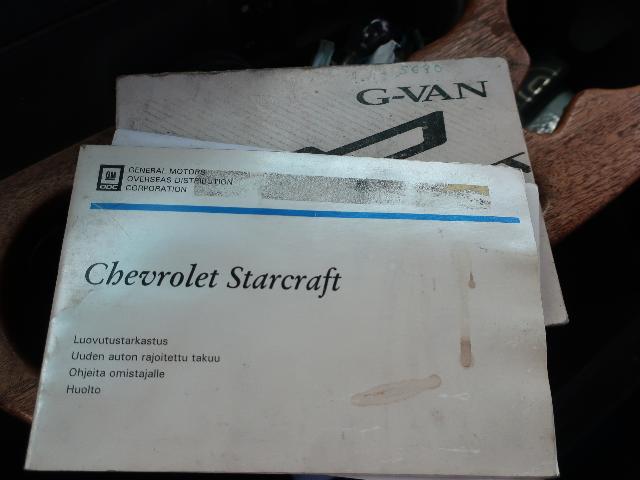 G-VAN
GM
ODC
GENERAL MOTORS
OVERSEAS DISTRIBUTION
CORPORATION
Chevrolet Starcraft
Luovutustarkastus
Uuden auton rajoitettu takuu
Ohjeita omistajalle
Huolto